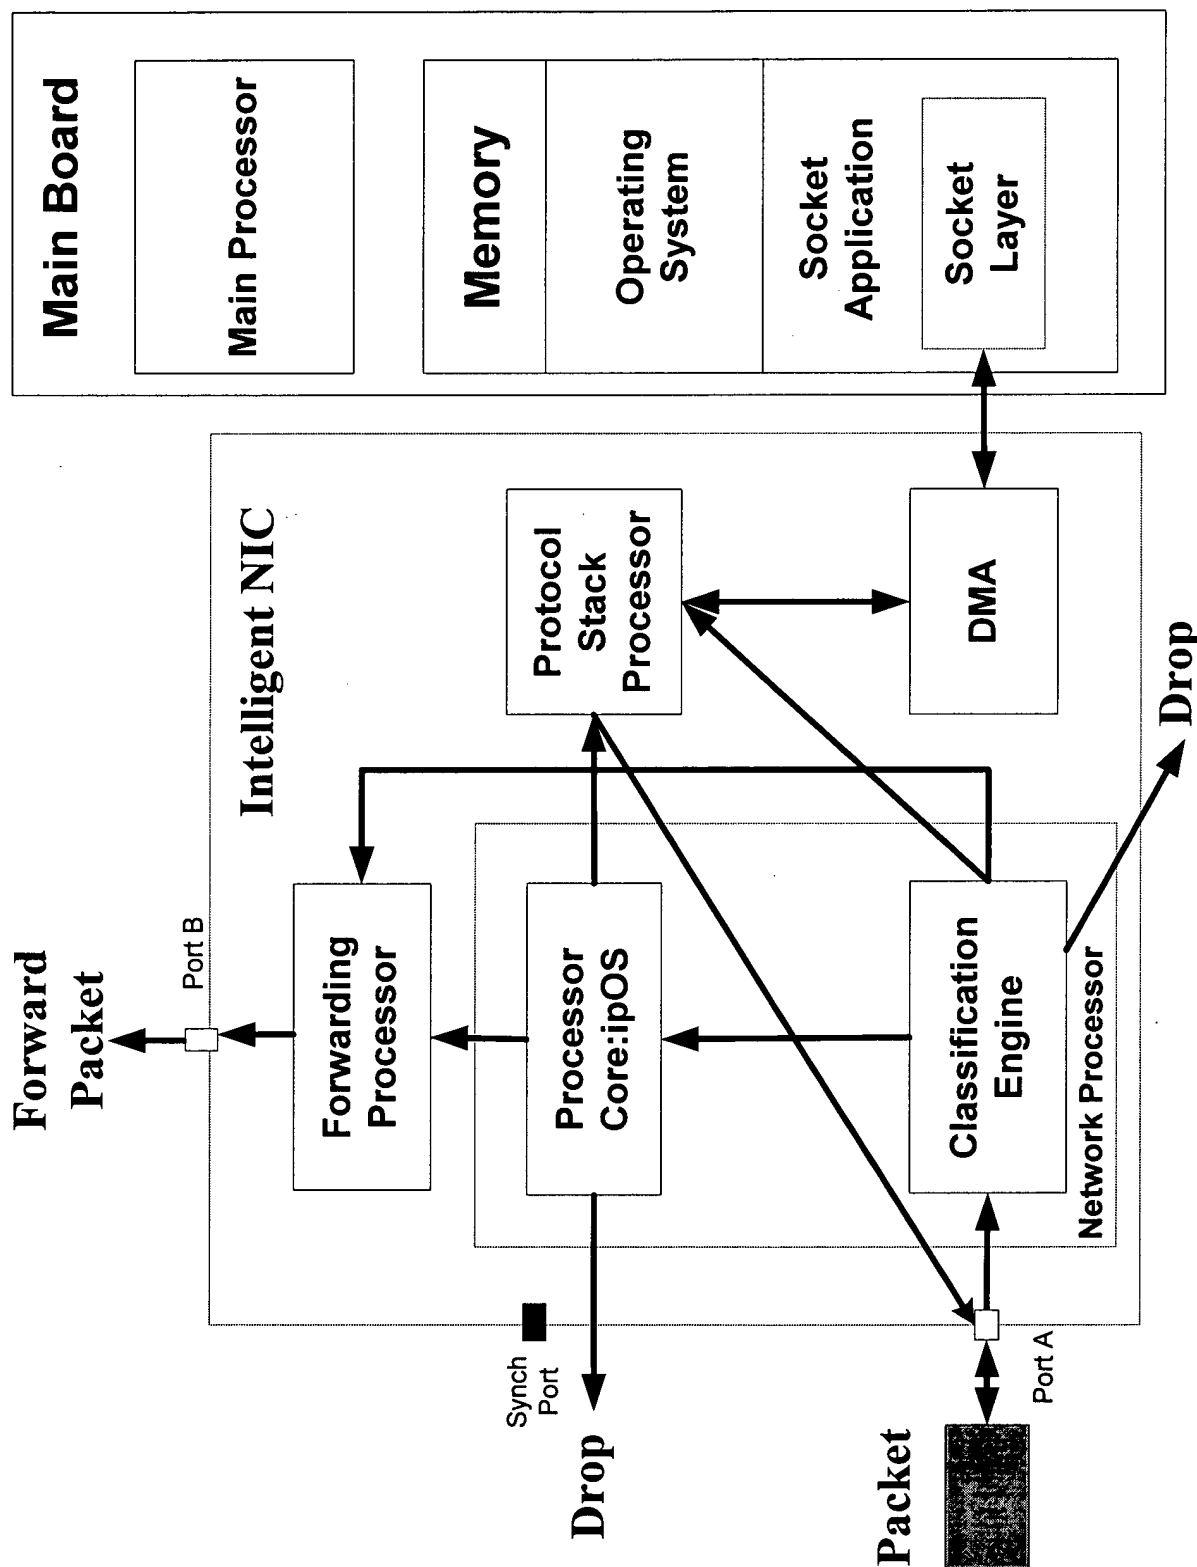 Main Board
Main Processor
Memory
Operating
System
Socket
Application
Socket
Layer
Intelligent NIC
Protocol
Stack
Processor
DMA
Forward
Packet
Port B
Forwarding
Processor
Processor
Core:ipOS
Classification
Engine
Network Processor
Drop
Synch
Port
Drop
Port A
Packet